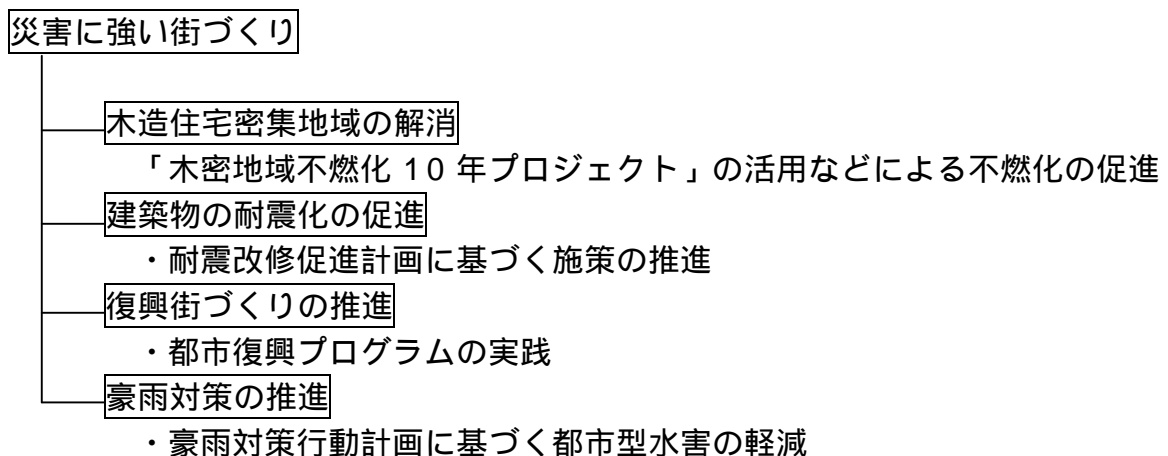 災害に強い街づくり
木造住宅密集地域の解消
「木密地域不燃化 10 年プロジェクト」の活用などによる不燃化の促進
建築物の耐震化の促進
・耐震改修促進計画に基づく施策の推進
復興街づくりの推進
・都市復興プログラムの実践
豪雨対策の推進
・豪雨対策行動計画に基づく都市型水害の軽減